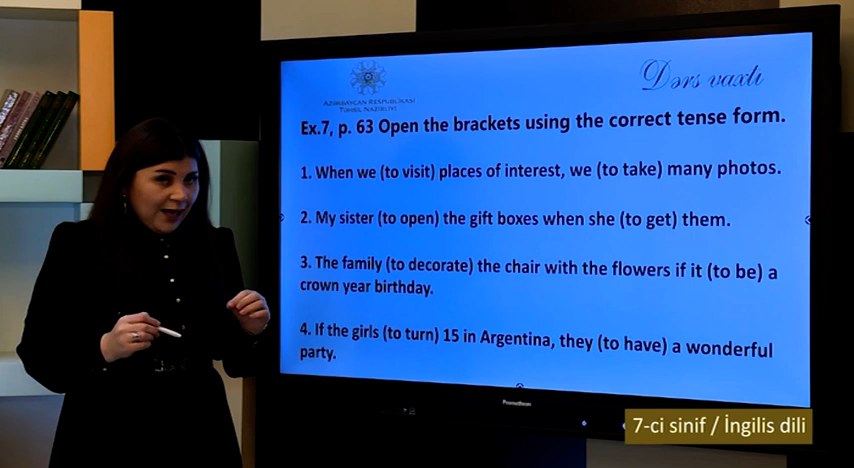 AZƏRBAYCAN RESPUBLİKASI
TƏHSİL NAZİRLİYİ
Dərs vaxtı
Ex.7, p. 63 Open the brackets using the correct tense form.
1. When we (to visit) places of interest, we (to take) many photos.
2. My sister (to open) the gift boxes when she (to get) them.
3. The family (to decorate) the chair with the flowers if it (to be) a
crown year birthday.
4. If the girls (to turn) 15 in Argentina, they (to have) a wonderful
party.
Promethean
7-ci sinif / İngilis dili